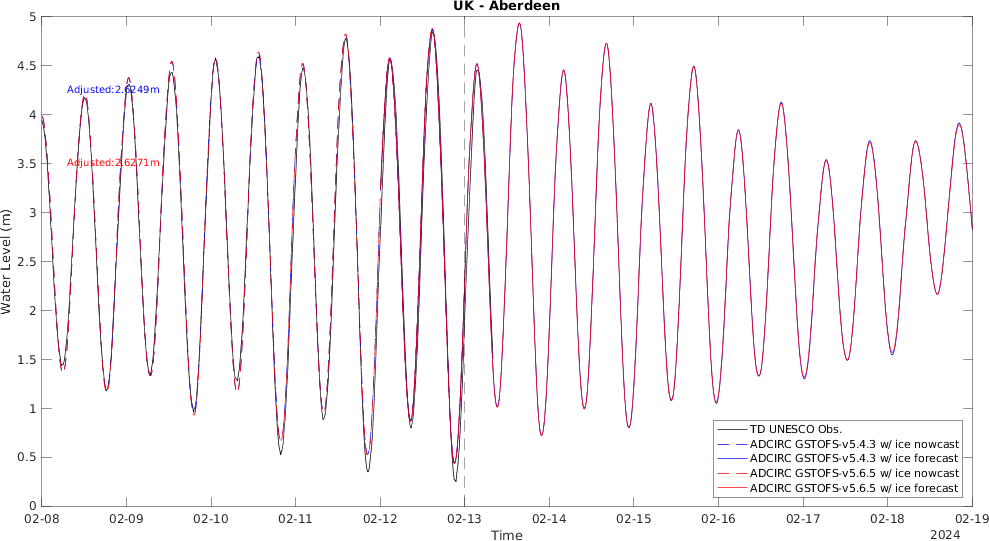 UK - Aberdeen
Water Level (m)
5
4.5
4
3.5
3
2.5
2
1.5
1
0.5
0
Adjusted:2.6249m
Adjusted:2.6271m
TD UNESCO Obs.
ADCIRC GSTOFS-v5.4.3 w/ ice nowcast
ADCIRC GSTOFS-v5.4.3 w/ ice forecast
ADCIRC GSTOFS-v5.6.5 w/ ice nowcast
ADCIRC GSTOFS-v5.6.5 w/ ice forecast
02-08 02-09 02-10 02-11 02-12 02-13 02-14 02-15 02-16 02-17 02-18 02-19
Time
2024